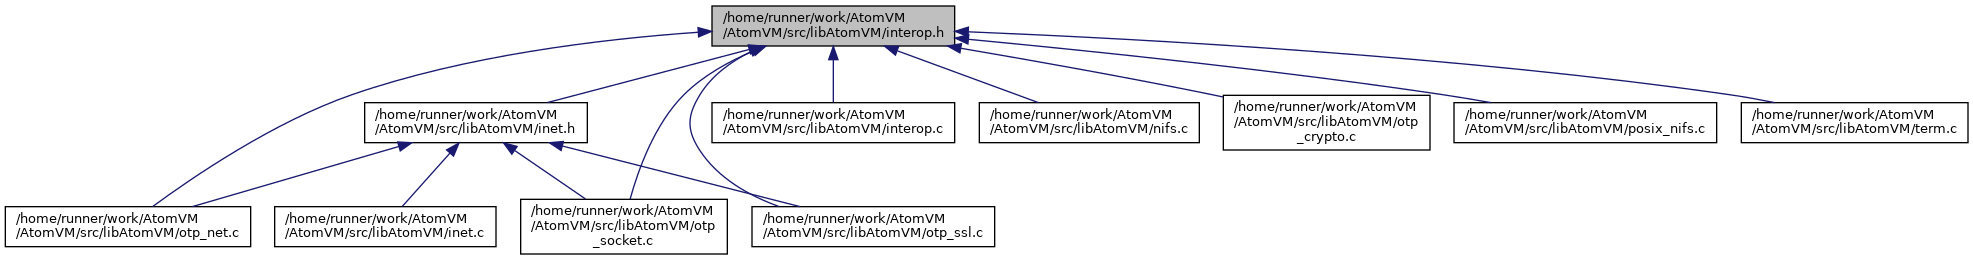 /home/runner/work/AtomVM
/AtomVM/src/libAtomVM/interop.h
/home/runner/work/AtomVM
/AtomVM/src/libAtomVM/inet.h
/home/runner/work/AtomVM
/AtomVM/src/libAtomVM/interop.c
/home/runner/work/AtomVM
/AtomVM/src/libAtomVM/nifs.c
/home/runner/work/AtomVM
/AtomVM/src/libAtomVM/otp
_crypto.c
/home/runner/work/AtomVM
/AtomVM/src/libAtomVM/posix_nifs.c
/home/runner/work/AtomVM
/AtomVM/src/libAtomVM/term.c
/home/runner/work/AtomVM
/AtomVM/src/libAtomVM/otp_net.c
/home/runner/work/AtomVM
/AtomVM/src/libAtomVM/inet.c
/home/runner/work/AtomVM
/AtomVM/src/libAtomVM/otp
_socket.c
/home/runner/work/AtomVM
/AtomVM/src/libAtomVM/otp_ssl.c